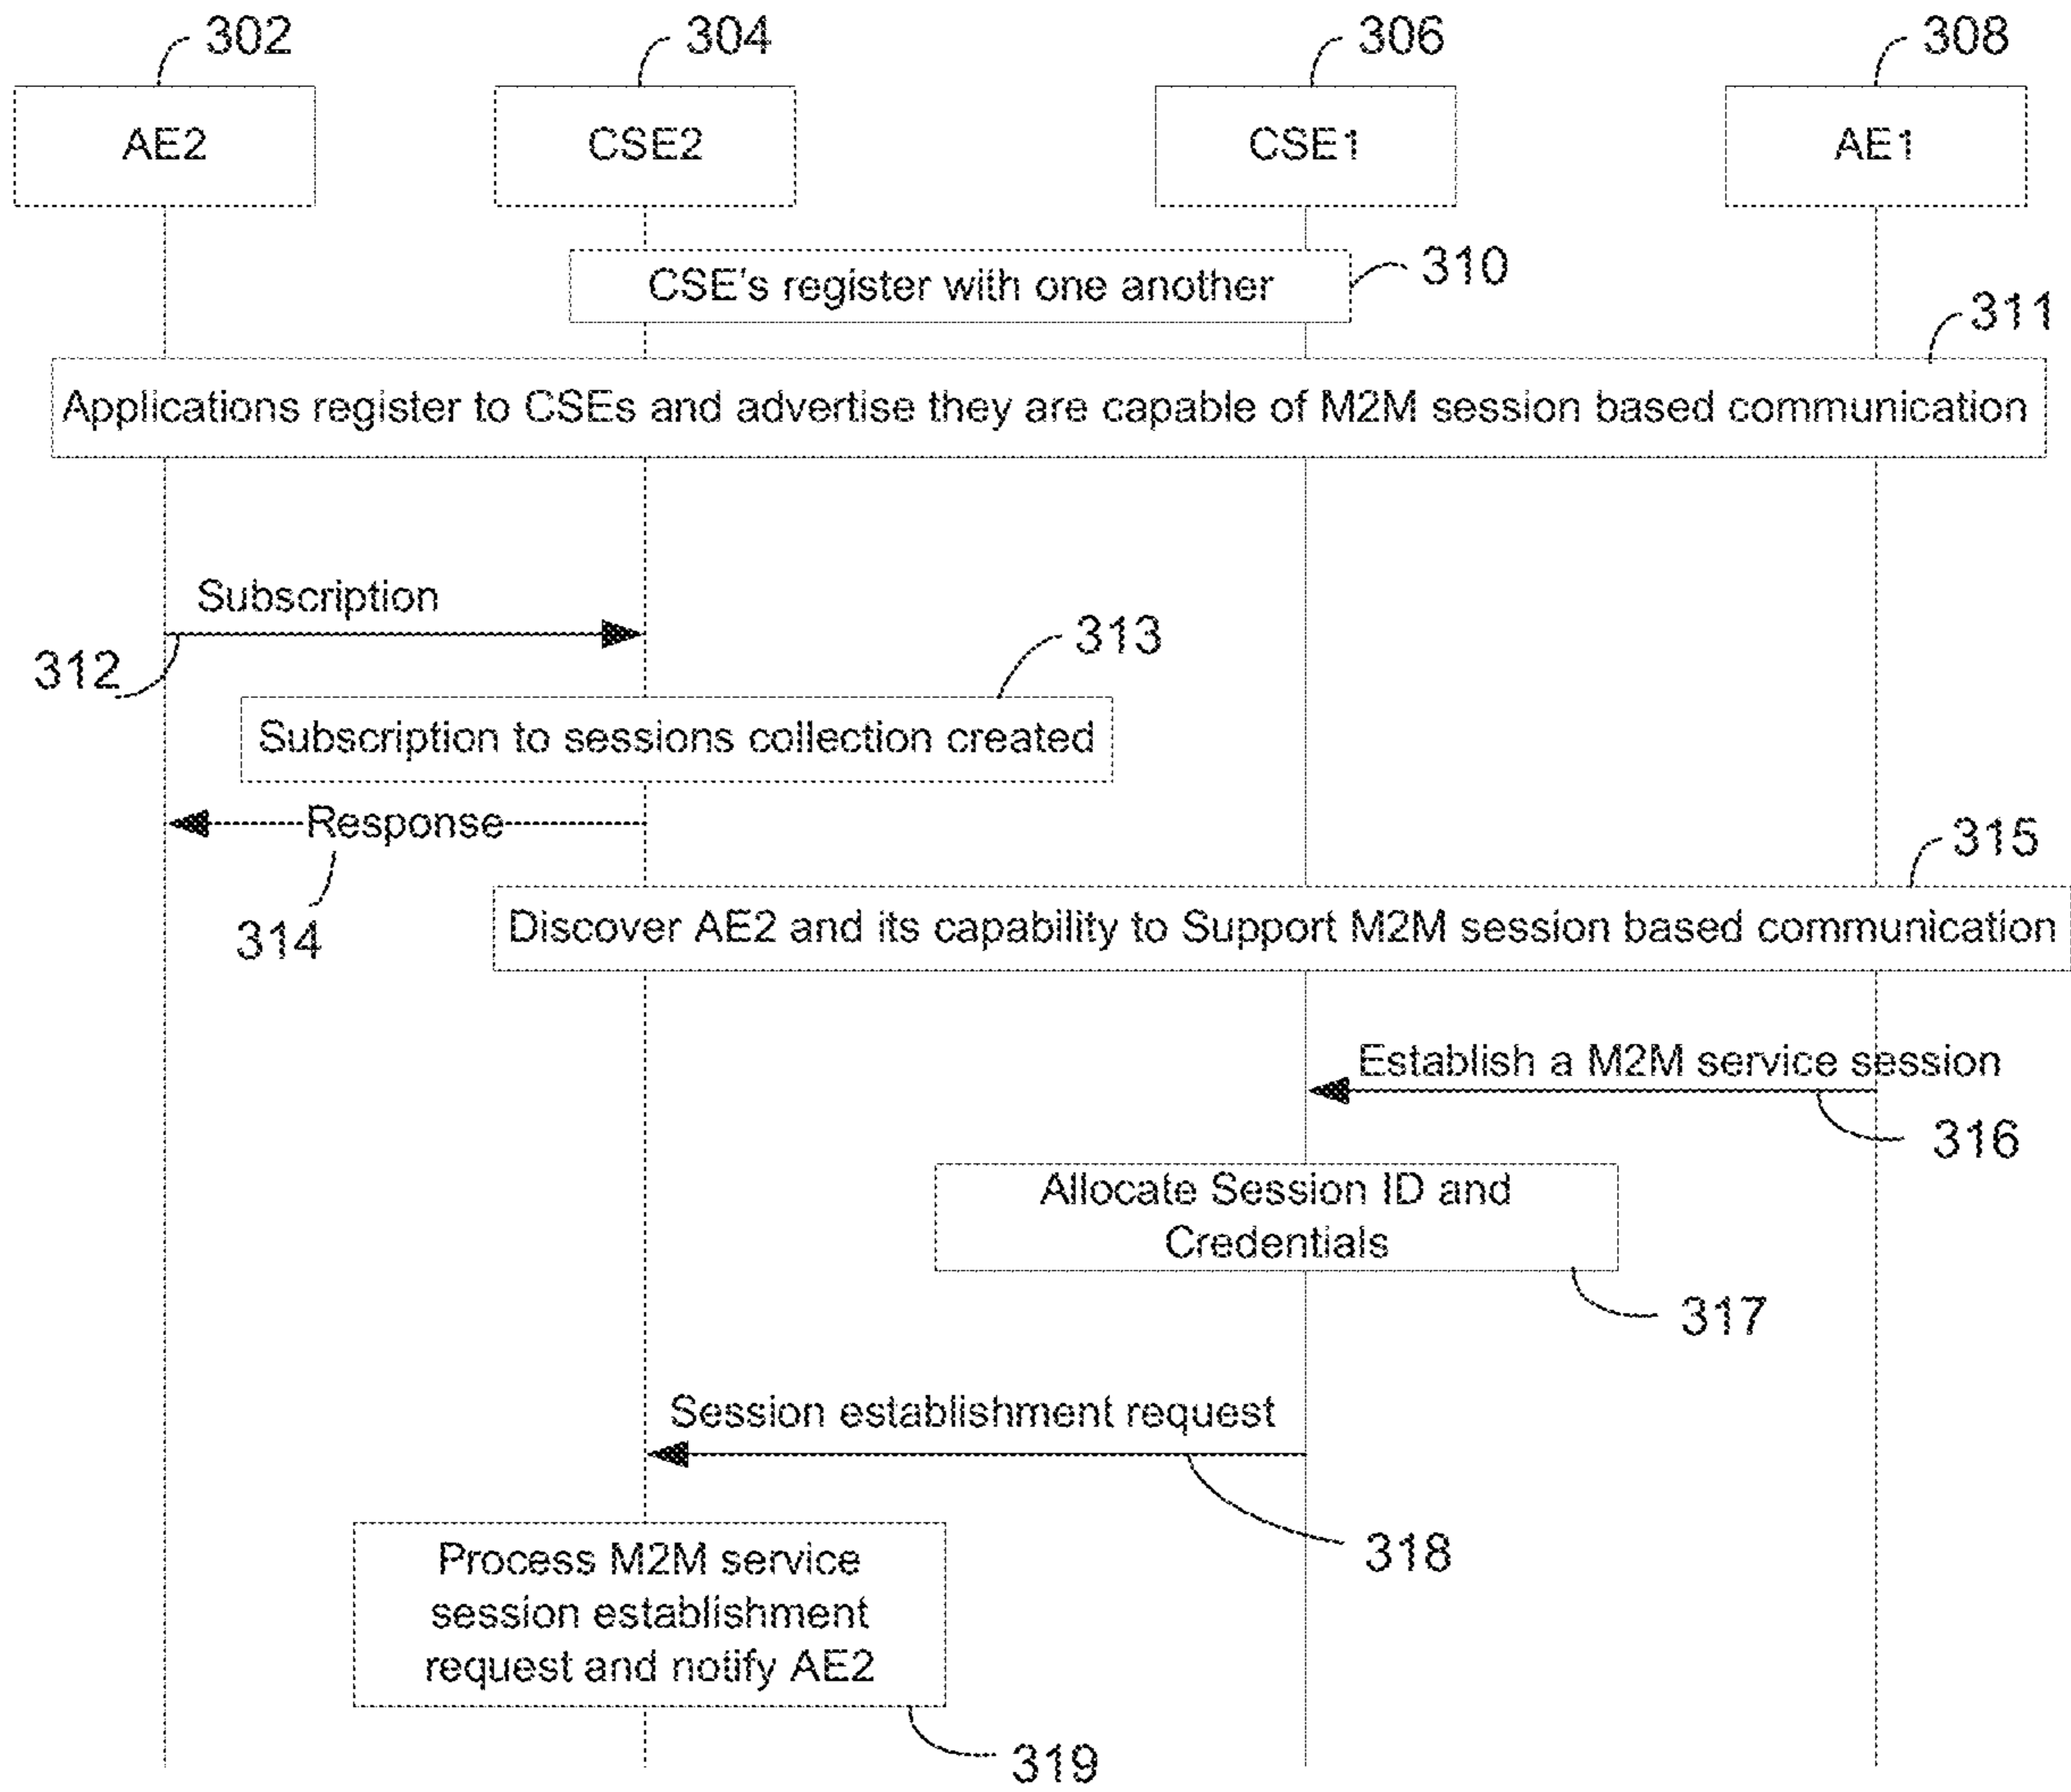 302
304
306
308
AE2
CSE2
CSE1
AE1
CSE's register with one another
310
311
Applications register to CSEs and advertise they are capable of M2M session based communication
Subscription
312
313
Subscription to sessions collection created
Response
314
315
Discover AE2 and its capability to Support M2M session based communication
Establish a M2M service session
316
Allocate Session ID and
Credentials
317
Session establishment request
318
Process M2M service
session establishment
request and notify AE2
319